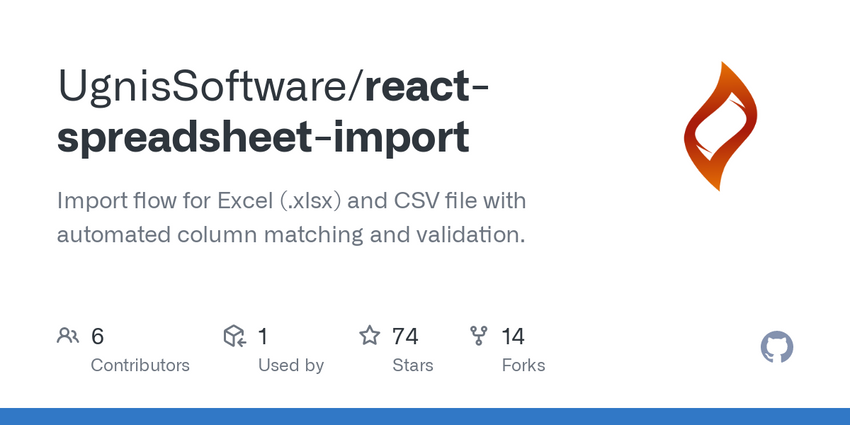 UgnisSoftware/react-
spreadsheet-import
Import flow for Excel (.xlsx) and CSV file with
automated column matching and validation.
6
Contributors
1
Used by
74
Stars
14
Forks